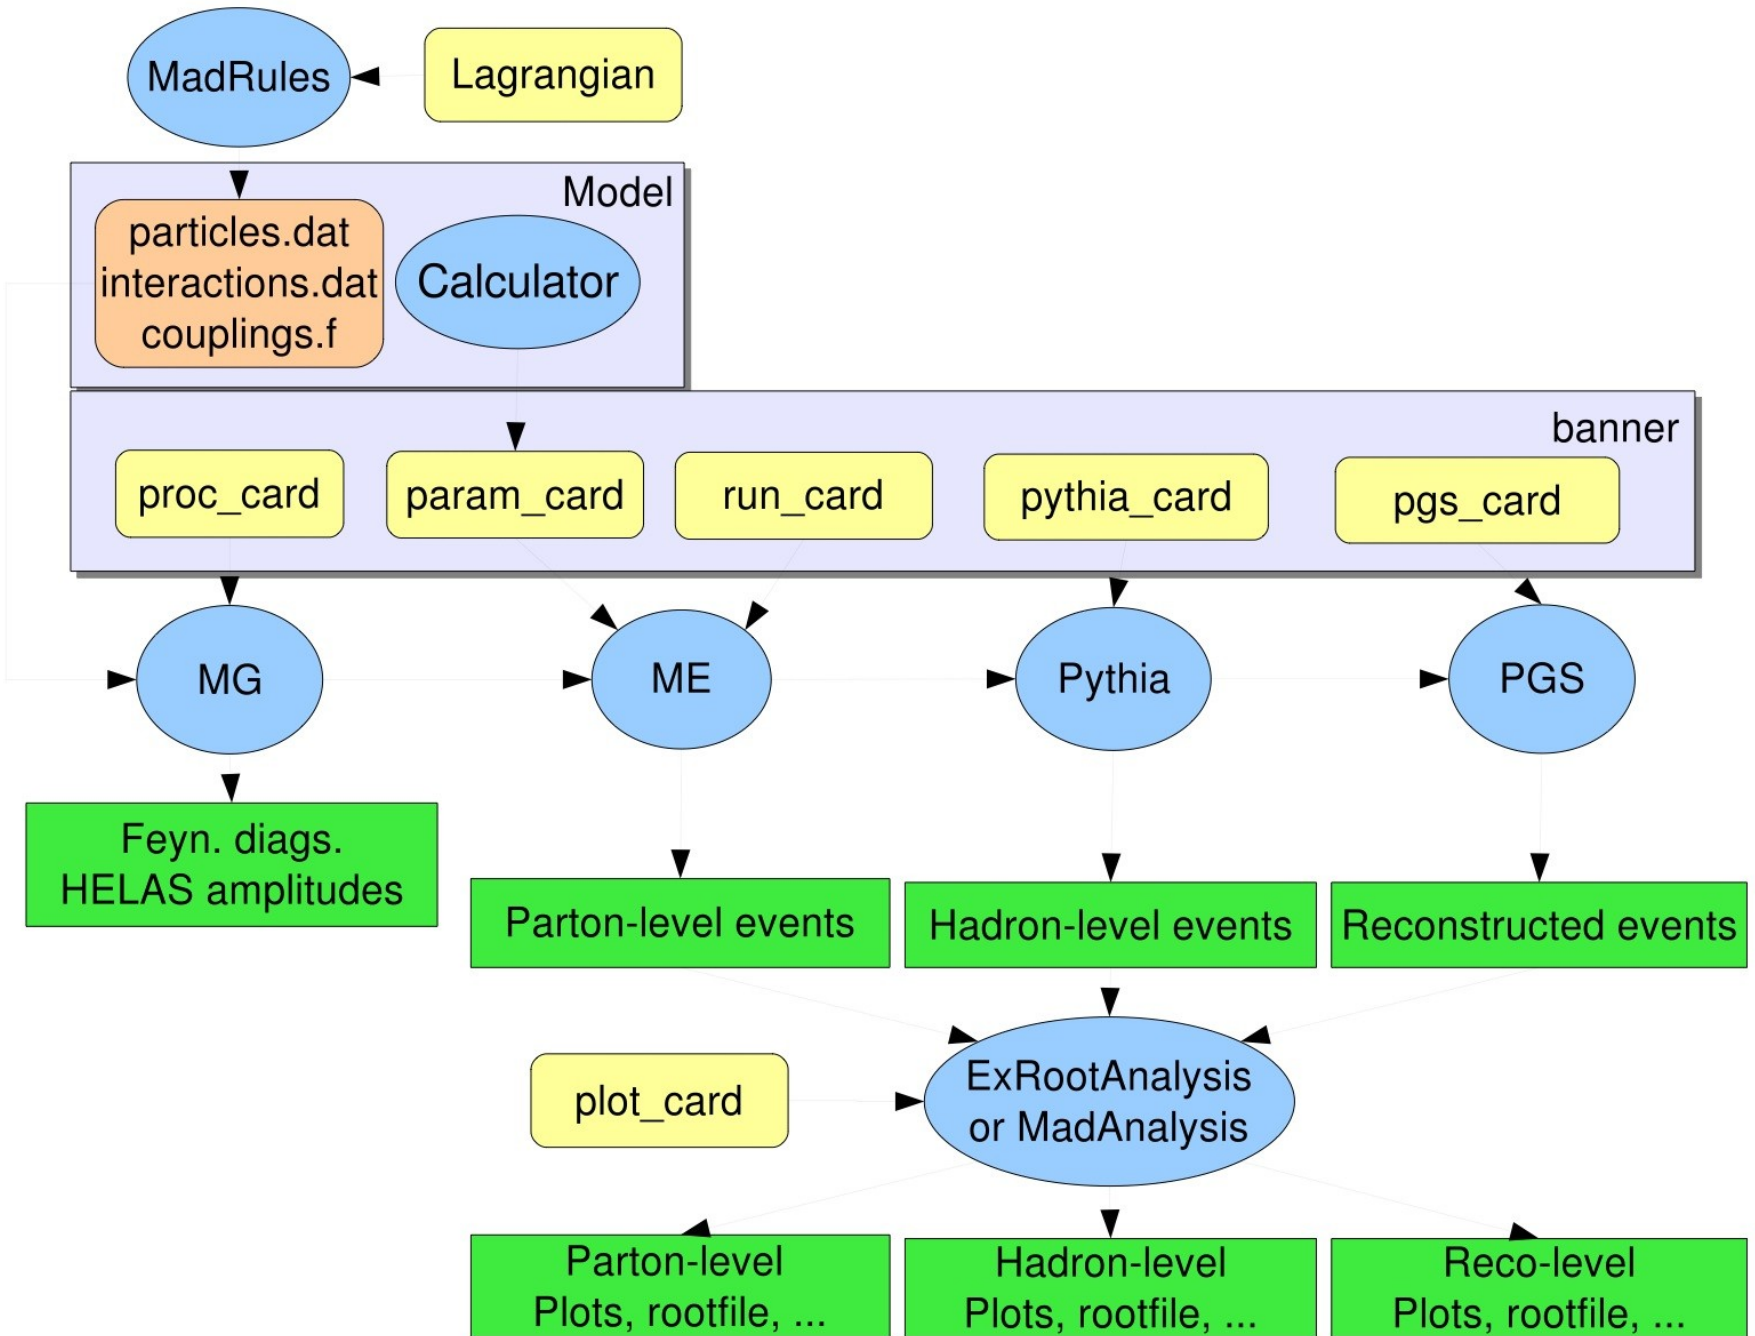 MadRules
Lagrangian
Model
particles.dat
interactions.dat
couplings.f
Calculator
banner
proc_card
param_card
run_card
pythia_card
pgs_card
MG
ME
Pythia
PGS
Feyn. diags.
HELAS amplitudes
Parton-level events
Hadron-level events
Reconstructed events
plot_card
ExRootAnalysis
or MadAnalysis
Parton-level
Plots, rootfile, ...
Hadron-level
Plots, rootfile, ...
Reco-level
Plots, rootfile, ...